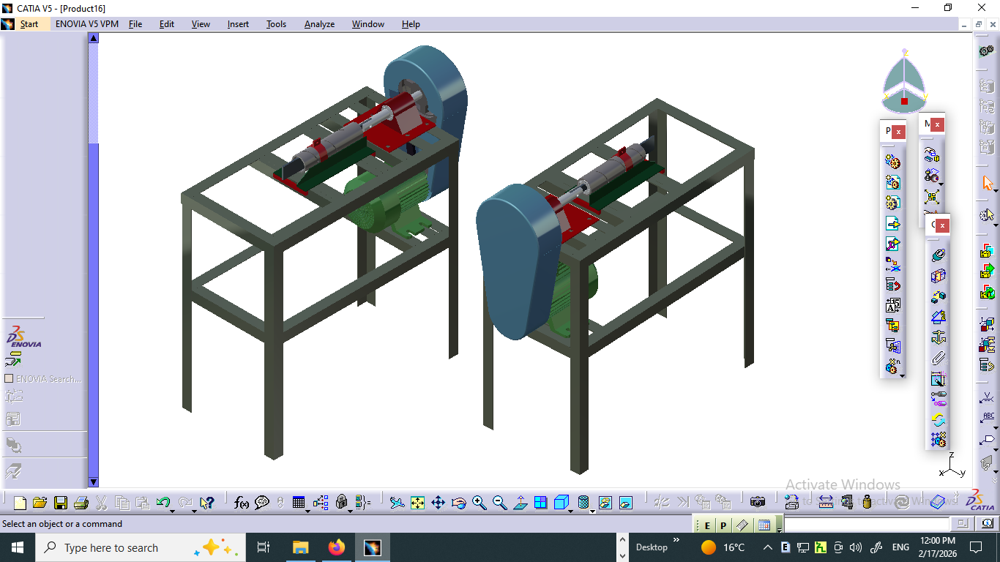 CATIA V5 - [Product16]
Start ENOVIA V5 VPM File Edit View Insert Tools Analyze Window Help
P
M
C
ENOVIA
ENOVIA Search...
z
x y
Activate Windows
CATIA
Select an object or a command
E P
Type here to search
Desktop
16°C
ENG
12:00 PM
2/17/2026